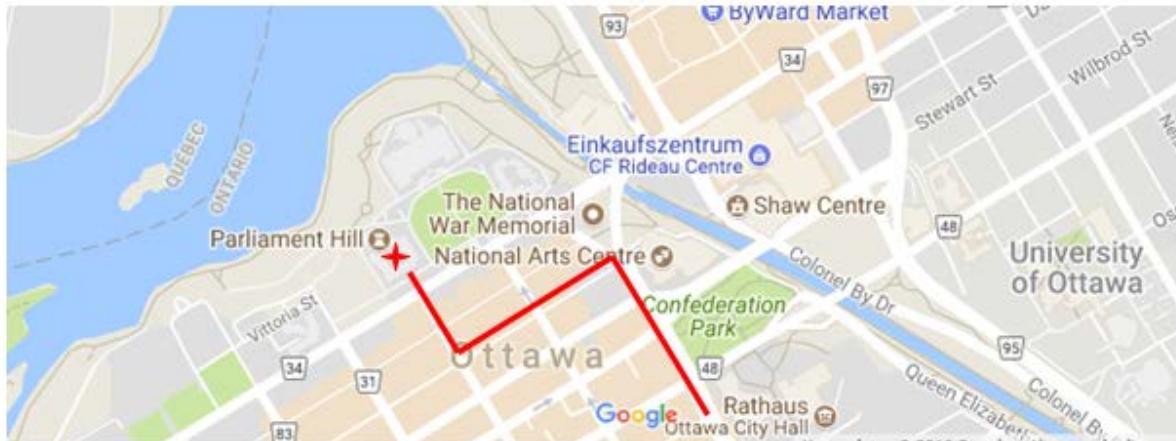 ByWard Market
93
34
97
Stewart St
Wilbrod St
QUÉBEC
ONTARIO
Einkaufszentrum
CF Rideau Centre
The National
War Memorial
Shaw Centre
Parliament Hill
National Arts Centre
48
University
of Ottawa
Colonel By Dr
Confederation
Park
Vittoria St
Ottawa
34
31
48
95
Colonel By
Queen Elizabeth
Google
Rathaus
Ottawa City Hall
83